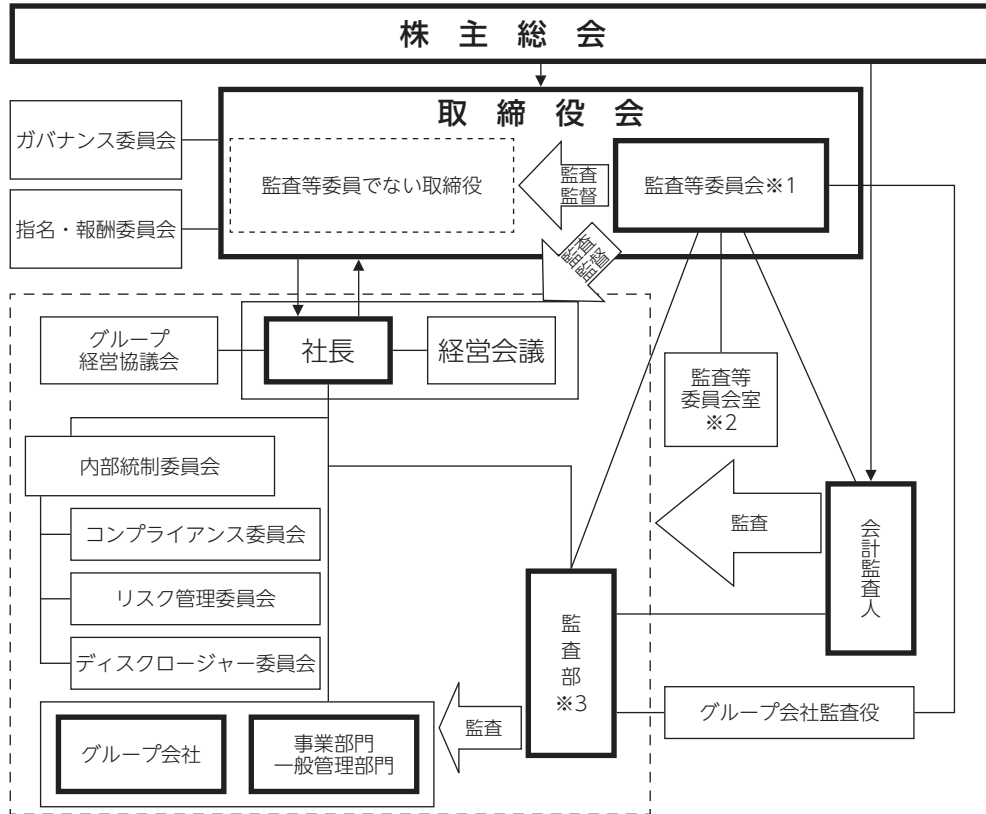 株主総会
取締役会
ガバナンス委員会
監査等委員でない取締役
監査
監督
監査等委員会※1
指名・報酬委員会
監査
監督
グループ
経営協議会
社長
経営会議
監査等
委員会室
※2
内部統制委員会
コンプライアンス委員会
監査
会計監査人
リスク管理委員会
ディスクロージャー委員会
監査部
※3
グループ会社監査役
監査
グループ会社
事業部門
一般管理部門